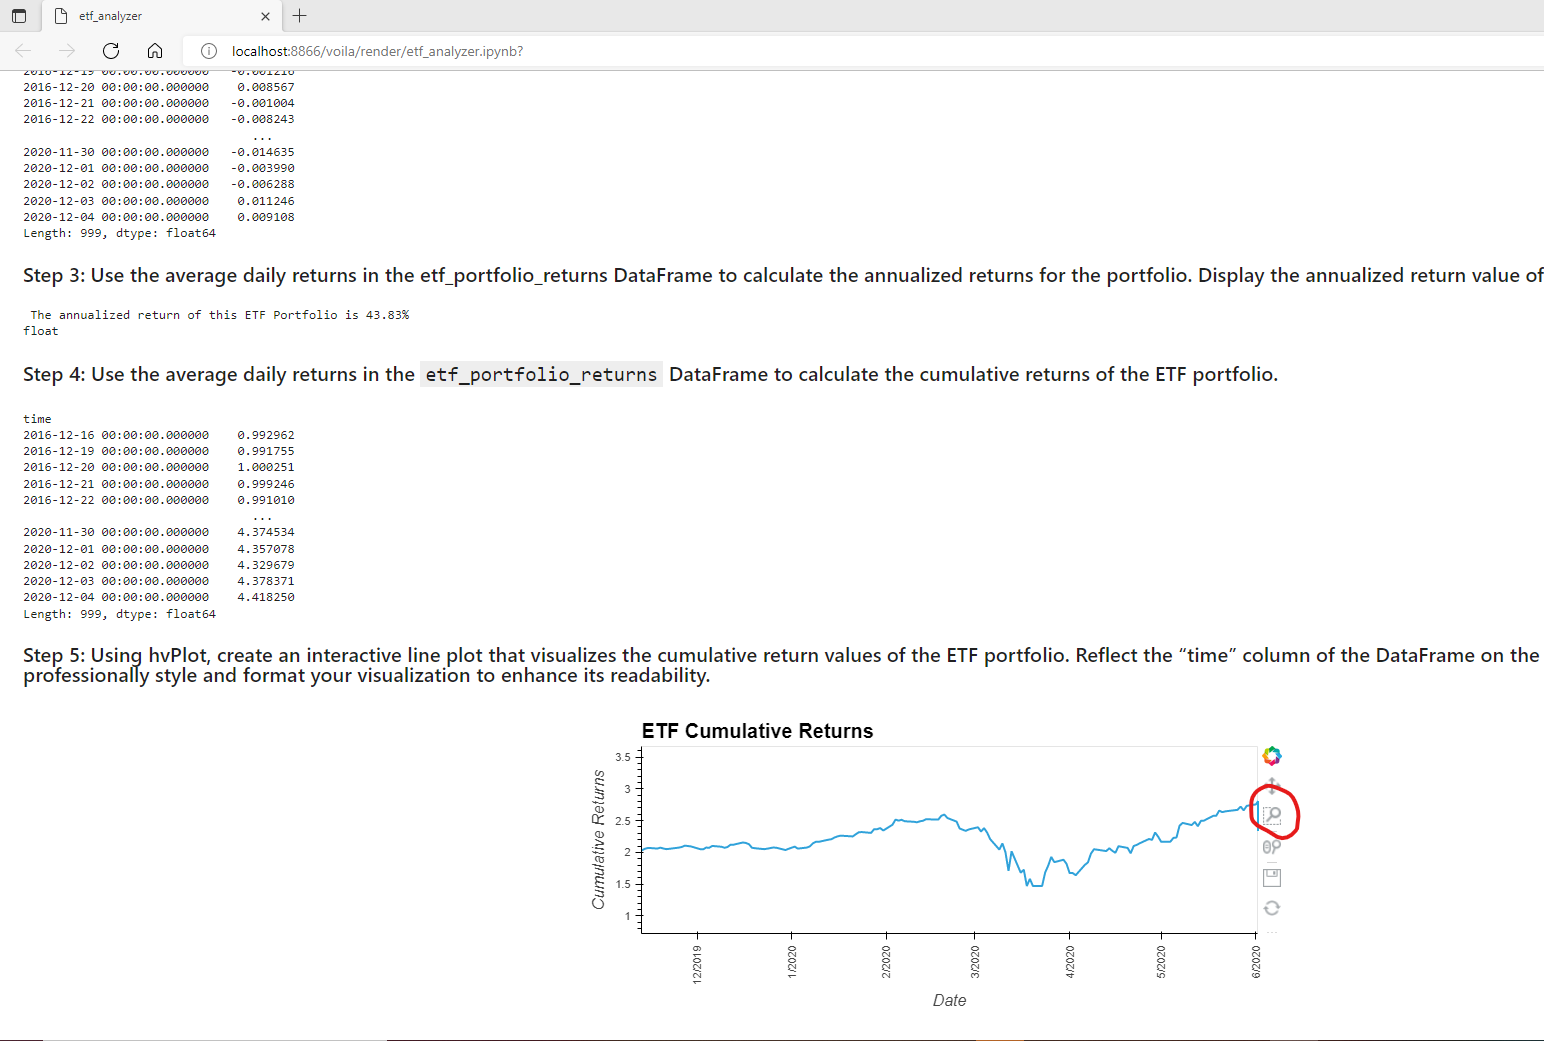 etf_analyzer
localhost:8866/voila/render/etf_analyzer.ipynb?
2016-12-19 00:00:00.000000 -0.001216
2016-12-20 00:00:00.000000 0.008567
2016-12-21 00:00:00.000000 -0.001004
2016-12-22 00:00:00.000000 -0.008243
...
2020-11-30 00:00:00.000000 -0.014635
2020-12-01 00:00:00.000000 -0.003990
2020-12-02 00:00:00.000000 -0.006288
2020-12-03 00:00:00.000000 0.011246
2020-12-04 00:00:00.000000 0.009108
Length: 999, dtype: float64
Step 3: Use the average daily returns in the etf_portfolio_returns DataFrame to calculate the annualized returns for the portfolio. Display the annualized return value of
The annualized return of this ETF Portfolio is 43.83%
float
Step 4: Use the average daily returns in the etf_portfolio_returns DataFrame to calculate the cumulative returns of the ETF portfolio.
time
2016-12-16 00:00:00.000000 0.992962
2016-12-19 00:00:00.000000 0.991755
2016-12-20 00:00:00.000000 1.000251
2016-12-21 00:00:00.000000 0.999246
2016-12-22 00:00:00.000000 0.991010
...
2020-11-30 00:00:00.000000 4.374534
2020-12-01 00:00:00.000000 4.357078
2020-12-02 00:00:00.000000 4.329679
2020-12-03 00:00:00.000000 4.378371
2020-12-04 00:00:00.000000 4.418250
Length: 999, dtype: float64
Step 5: Using hvPlot, create an interactive line plot that visualizes the cumulative return values of the ETF portfolio. Reflect the “time” column of the DataFrame on the
professionally style and format your visualization to enhance its readability.
ETF Cumulative Returns
Cumulative Returns
3.5
3
2.5
2
1.5
1
12/2019
1/2020
2/2020
3/2020
4/2020
5/2020
6/2020
Date